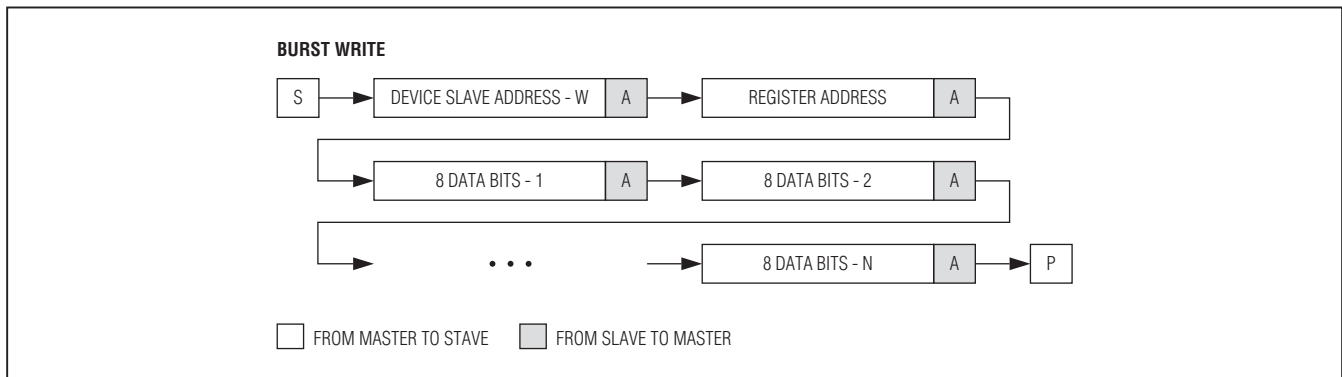 BURST WRITE
S DEVICE SLAVE ADDRESS - W A REGISTER ADDRESS A
8 DATA BITS - 1 A 8 DATA BITS - 2 A
• • • 8 DATA BITS - N A P
FROM MASTER TO STAVE FROM SLAVE TO MASTER